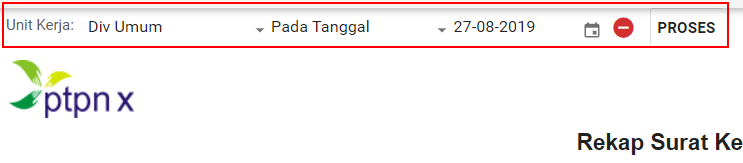 Unit Kerja: Div Umum Pada Tanggal 27-08-2019 PROSES
ptpn x
Rekap Surat Ke